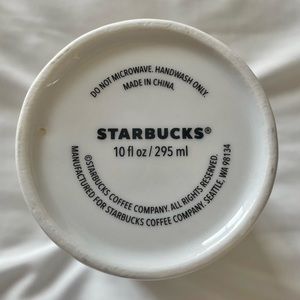 DO NOT MICROWAVE. HANDWASH ONLY.
MADE IN CHINA.
STARBUCKS®
10 fl oz / 295 ml
©STARBUCKS COFFEE COMPANY. ALL RIGHTS RESERVED.
MANUFACTURED FOR STARBUCKS COFFEE COMPANY. SEATTLE, WA 98134